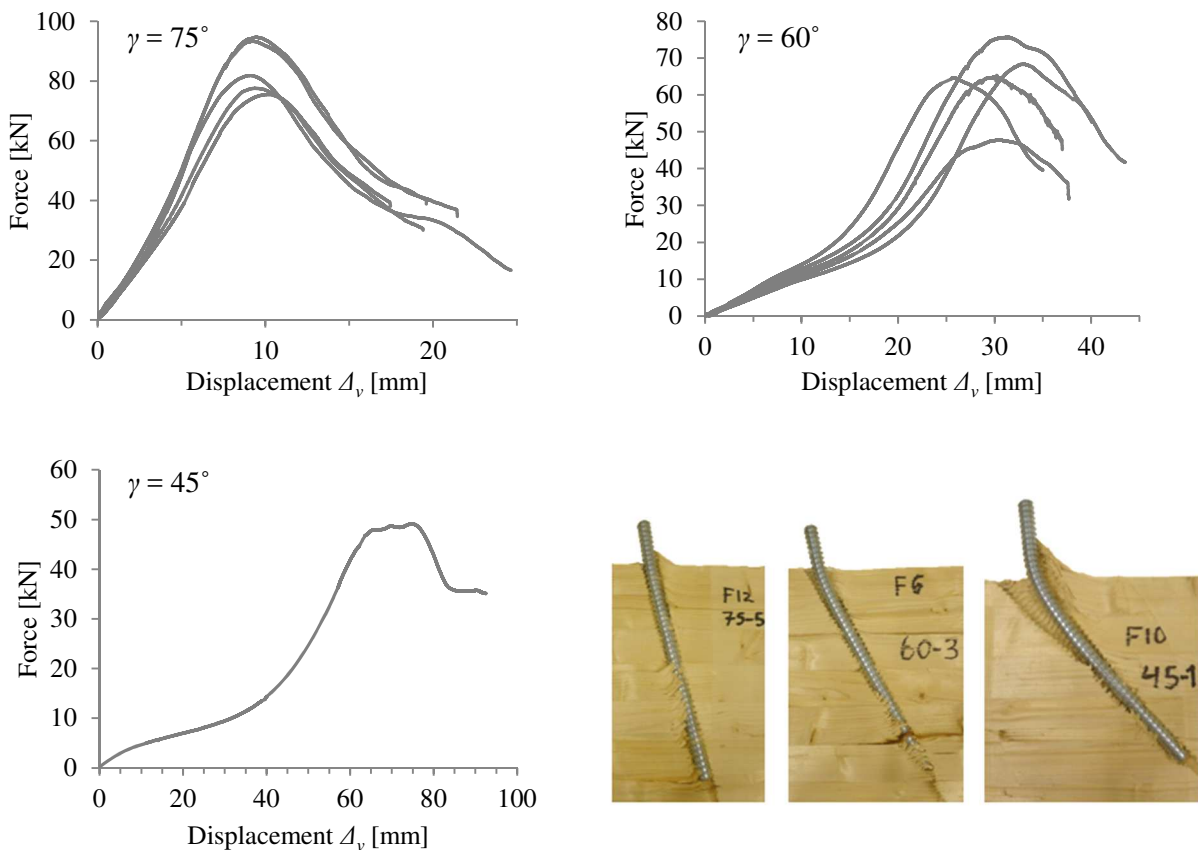 γ = 75°
100
80
60
40
20
0
Force [kN]
0 10 20
Displacement Δv [mm]
γ = 60°
80
70
60
50
40
30
20
10
0
Force [kN]
0 10 20 30 40
Displacement Δv [mm]
γ = 45°
60
50
40
30
20
10
0
Force [kN]
0 20 40 60 80 100
Displacement Δv [mm]
F12
75-5
F6
60-3
F10
45-1